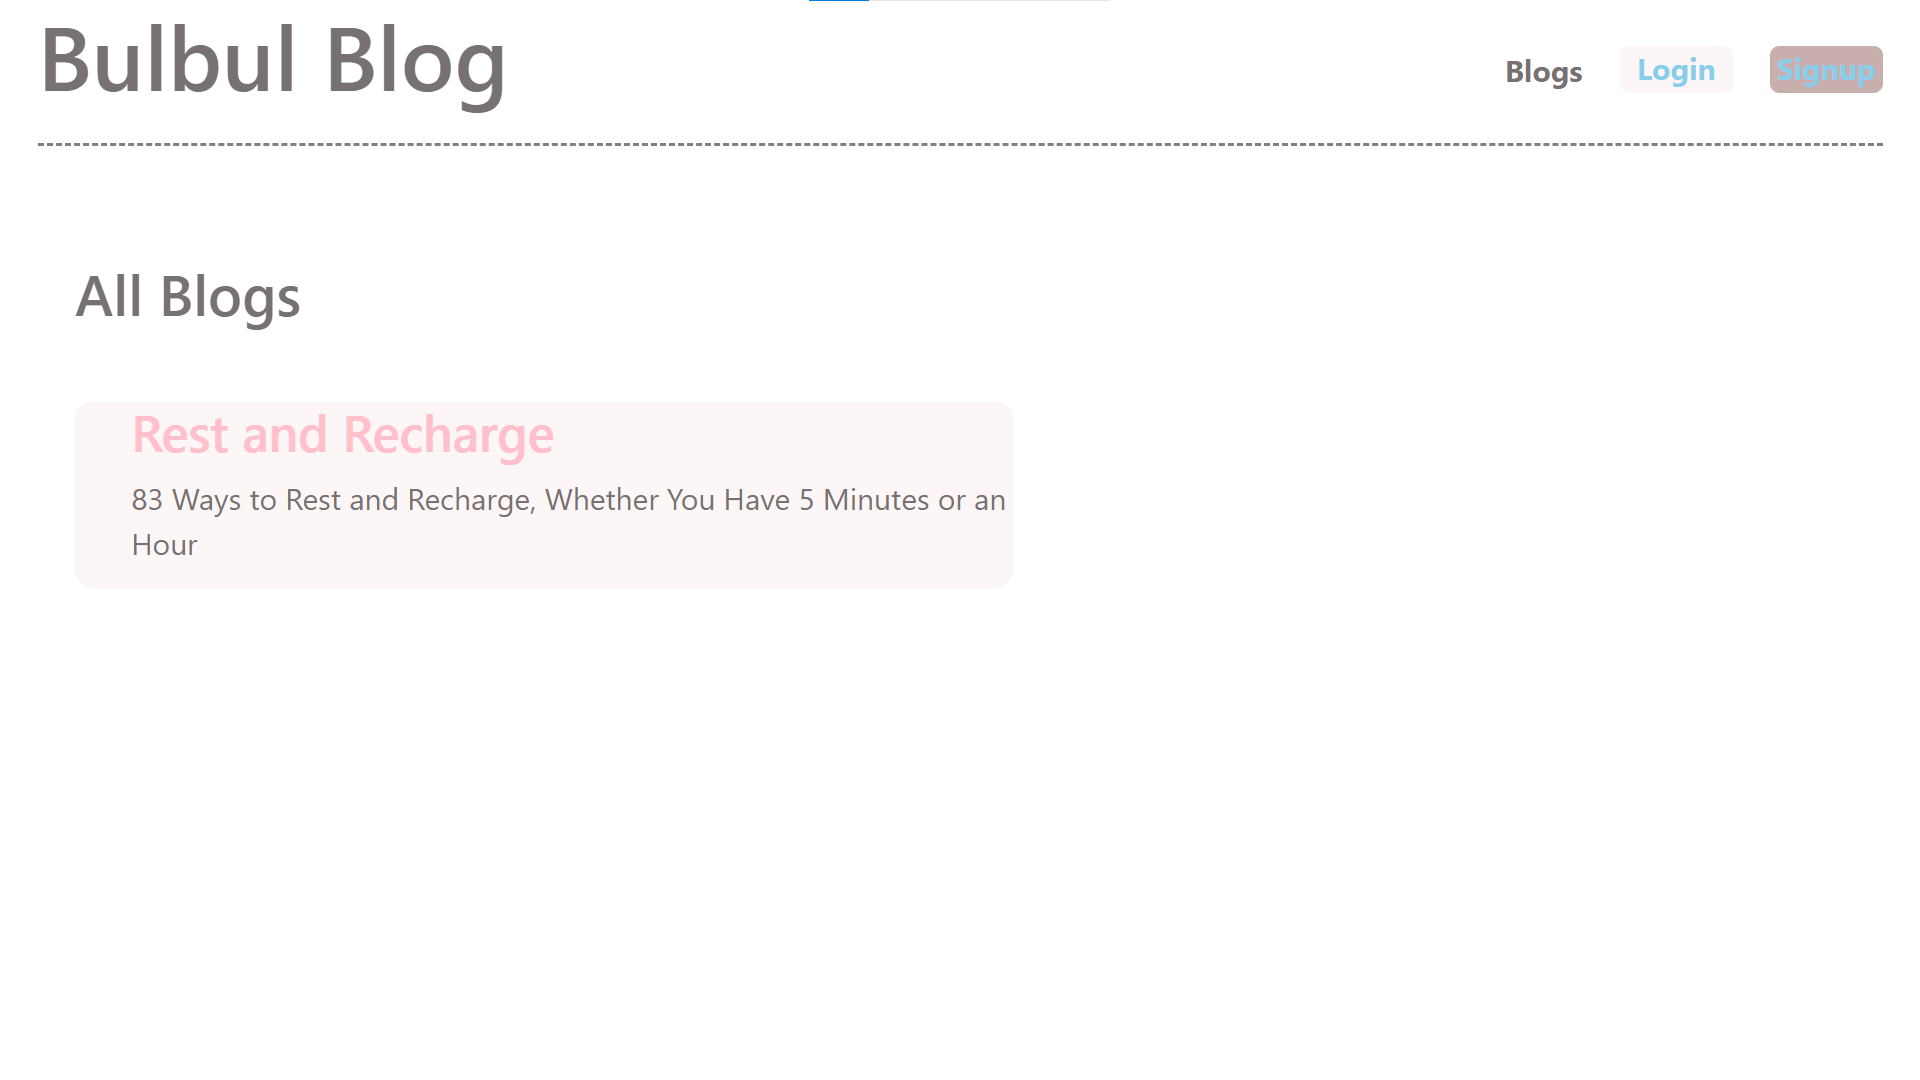 Bulbul Blog
Blogs
Login
Signup
All Blogs
Rest and Recharge
83 Ways to Rest and Recharge, Whether You Have 5 Minutes or an
Hour